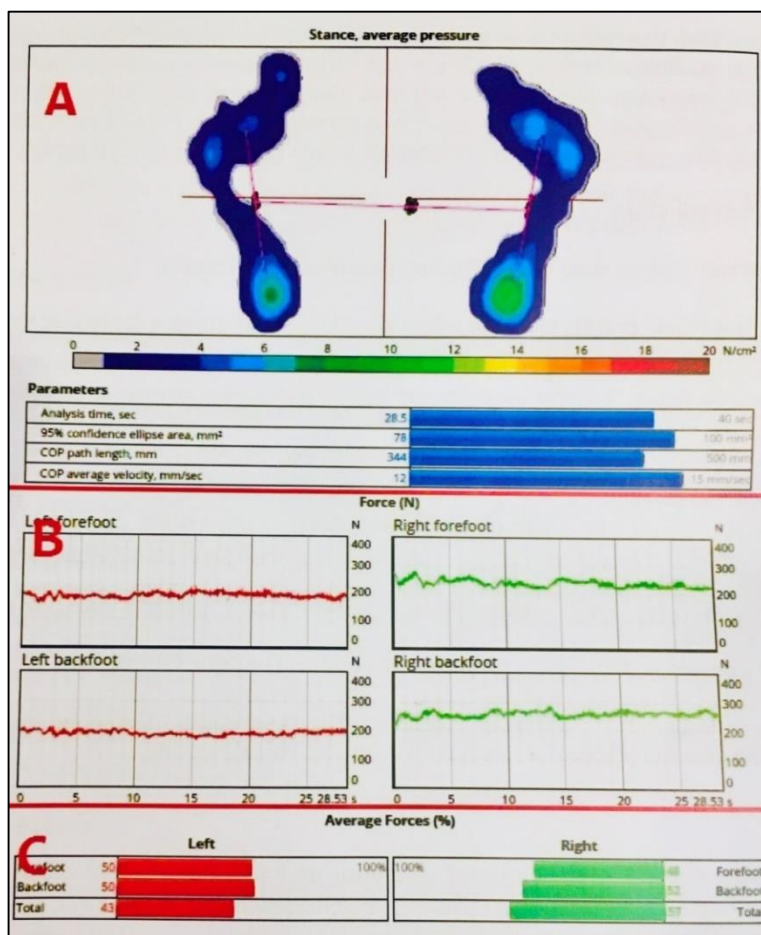 Stance, average pressure
A
0 2 4 6 8 10 12 14 16 18 20 N/cm²
Parameters
Analysis time, sec 28.5 40 sec
95% confidence ellipse area, mm² 78 100 mm²
COP path length, mm 344 500 mm
COP average velocity, mm/sec 12 15 mm/sec
Force (N)
B
Left forefoot N Right forefoot N
400 400
300 300
200 200
100 100
0 0
Left backfoot N Right backfoot N
400 400
300 300
200 200
100 100
0 0
0 5 10 15 20 25 28.53 s 0 5 10 15 20 25 28.53 s
Average Forces (%)
C
Left Right
Forefoot 50 100% 100% 48 Forefoot
Backfoot 50 52 Backfoot
Total 43 57 Total